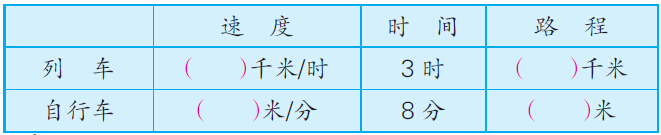 速 度 时 间 路 程
列 车 ( )千米/时 3时 ( )千米
自行车 ( )米/分 8分 ( )米